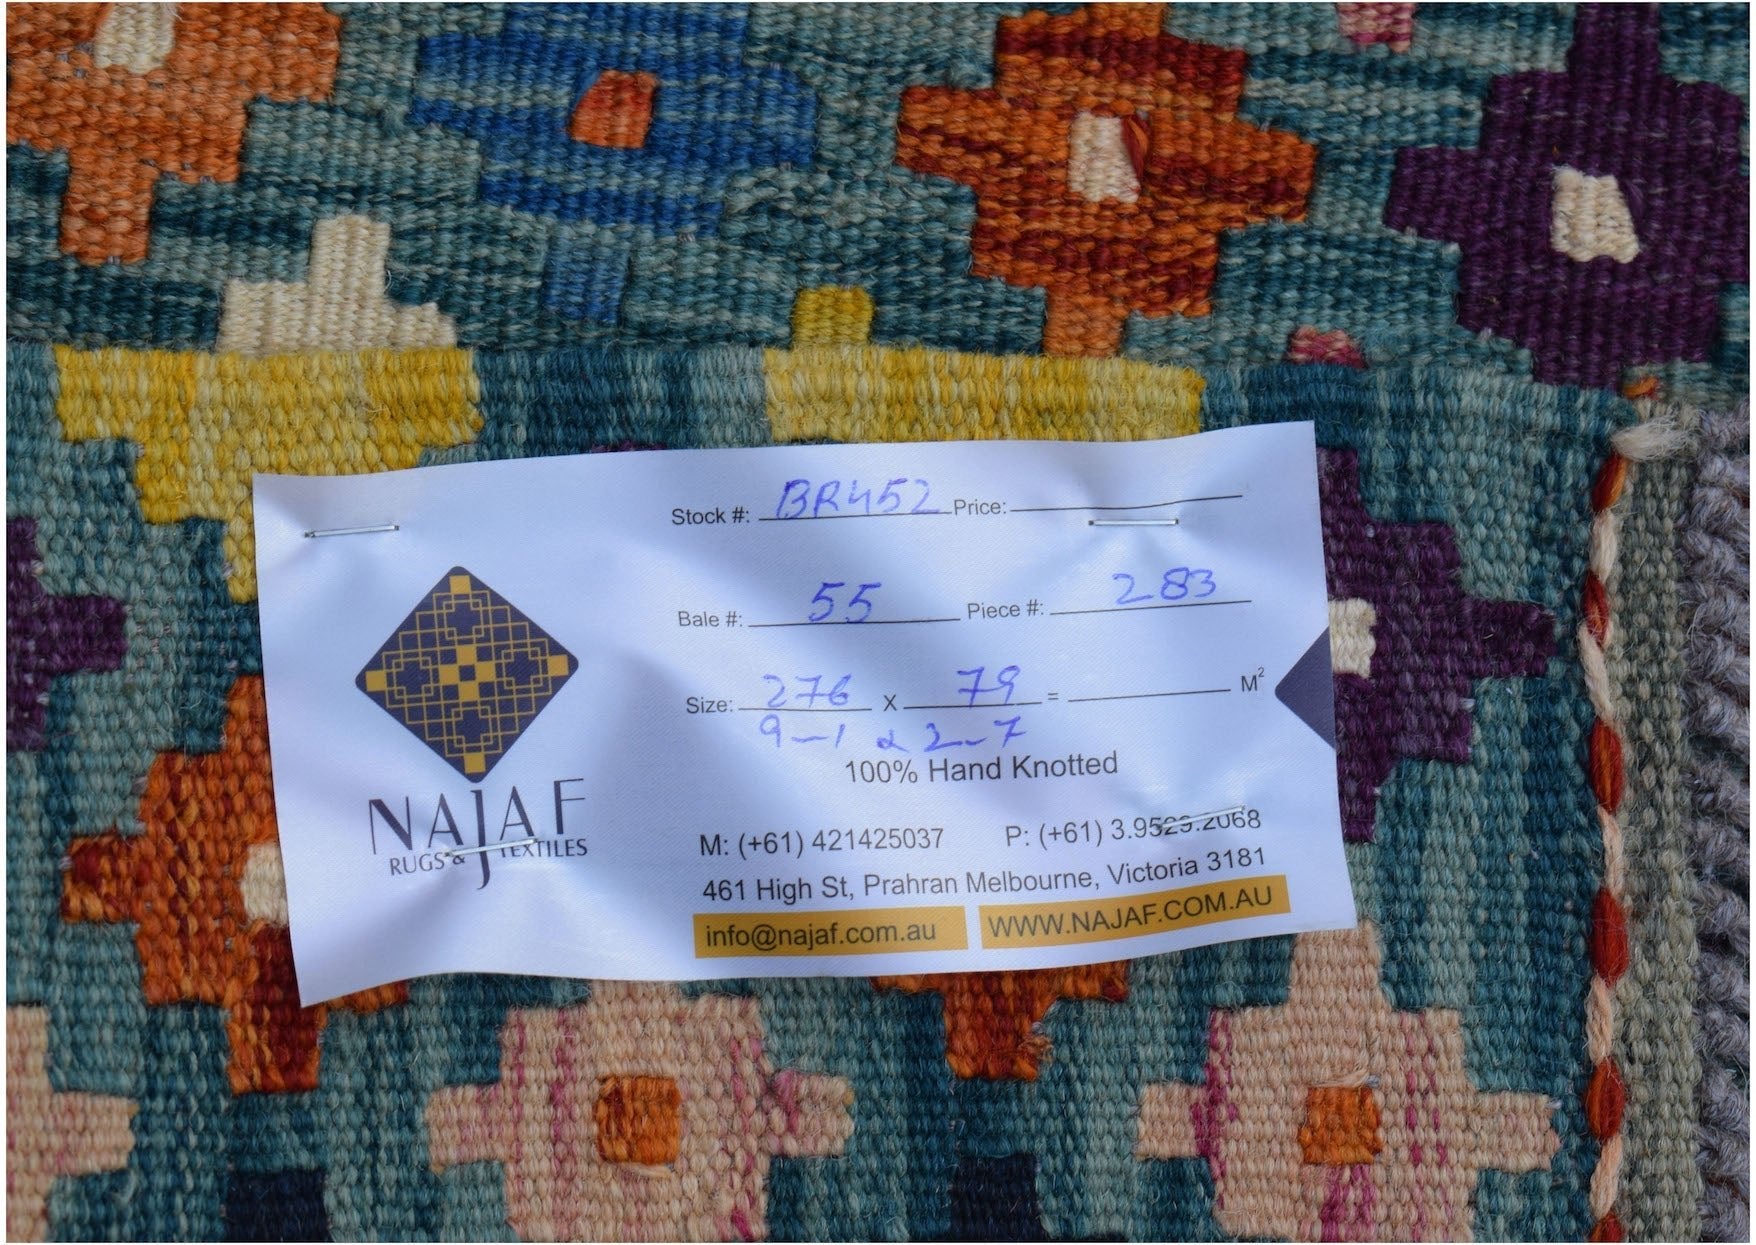 Stock #: BR452 Price:
Bale #: 55 Piece #: 283
Size: 276 X 79 = M²
9-1 x 2-7
100% Hand Knotted
NAJAF
RUGS & TEXTILES
M: (+61) 421425037 P: (+61) 3.9529.2068
461 High St, Prahran Melbourne, Victoria 3181
info@najaf.com.au WWW.NAJAF.COM.AU